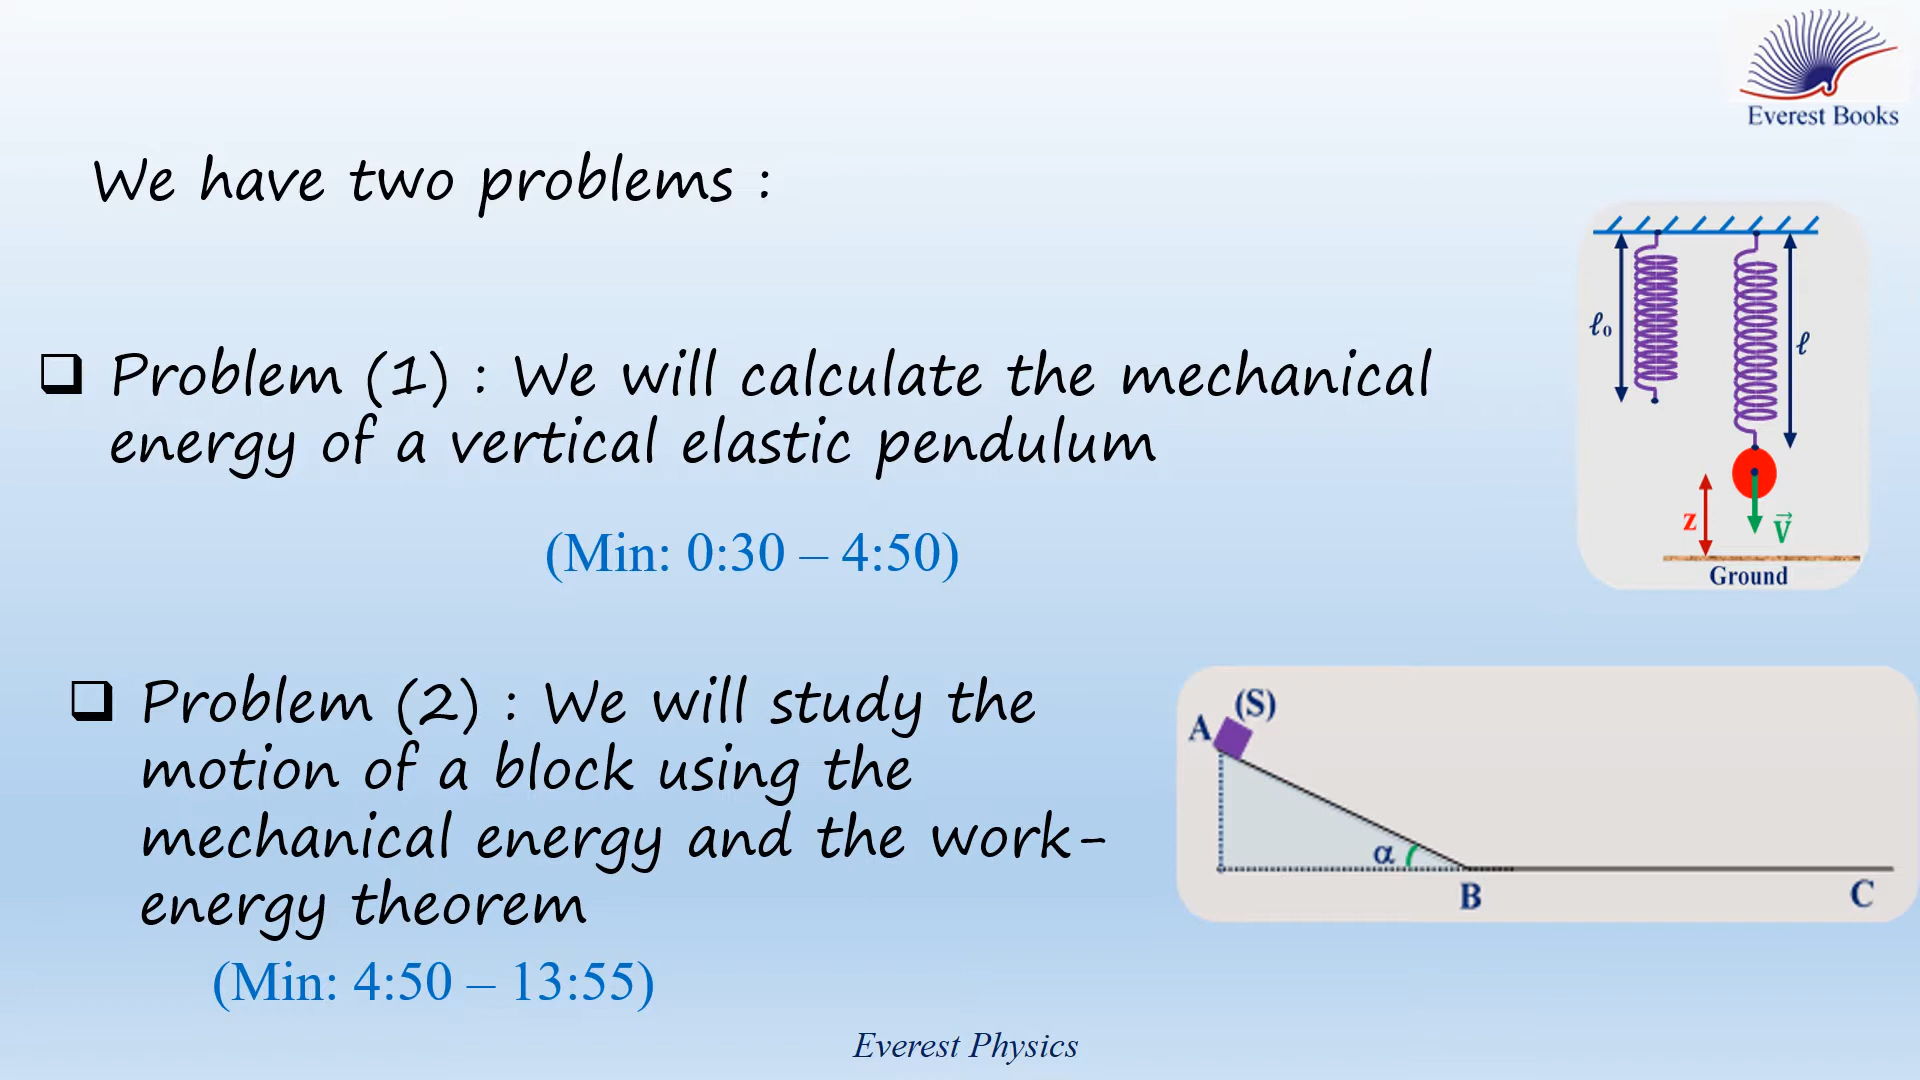 Everest Books
We have two problems :
Problem (1) : We will calculate the mechanical
energy of a vertical elastic pendulum
(Min: 0:30 – 4:50)
ℓ₀
ℓ
z
V⃗
Ground
Problem (2) : We will study the
motion of a block using the
mechanical energy and the work-
energy theorem
(Min: 4:50 – 13:55)
(S)
A
α
B
C
Everest Physics